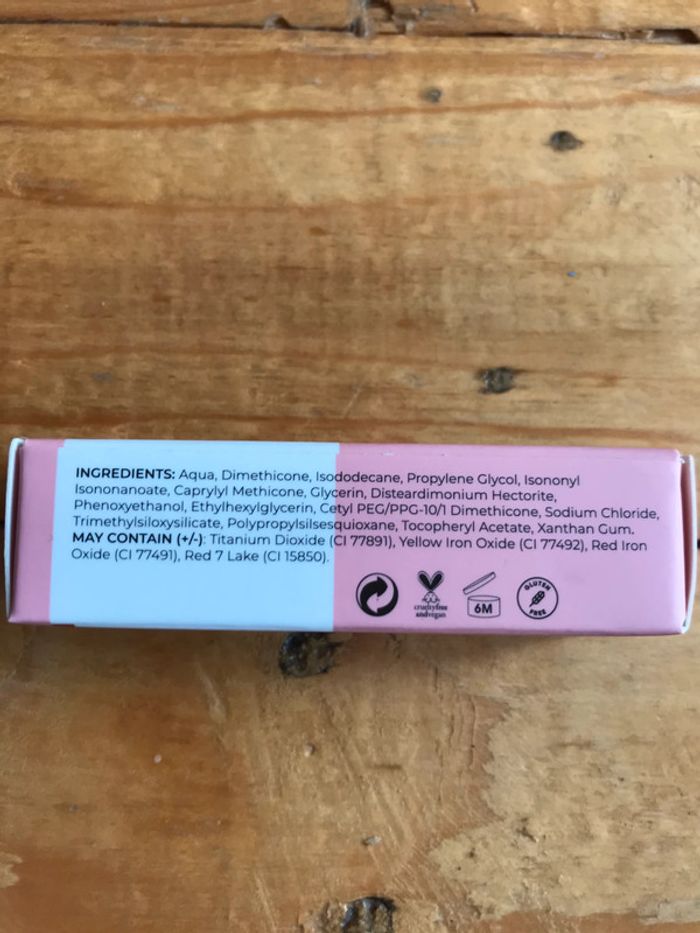 INGREDIENTS: Aqua, Dimethicone, Isododecane, Propylene Glycol, Isononyl
Isononanoate, Caprylyl Methicone, Glycerin, Disteardimonium Hectorite,
Phenoxyethanol, Ethylhexylglycerin, Cetyl PEG/PPG-10/1 Dimethicone, Sodium Chloride,
Trimethylsiloxysilicate, Polypropylsilsesquioxane, Tocopheryl Acetate, Xanthan Gum.
MAY CONTAIN (+/-): Titanium Dioxide (CI 77891), Yellow Iron Oxide (CI 77492), Red Iron
Oxide (CI 77491), Red 7 Lake (CI 15850).
crueltyfree
andvegan
6M
GLUTEN
FREE